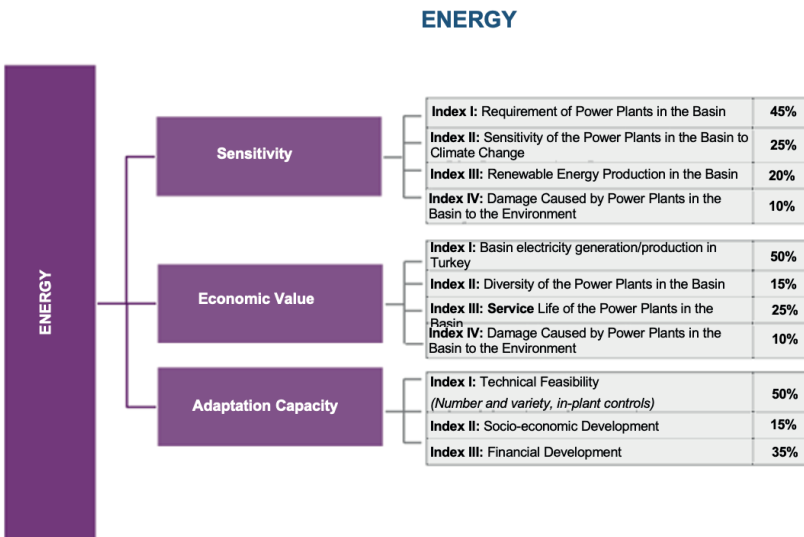 ENERGY
ENERGY
Sensitivity
Index I: Requirement of Power Plants in the Basin 45%
Index II: Sensitivity of the Power Plants in the Basin to
Climate Change 25%
Index III: Renewable Energy Production in the Basin 20%
Index IV: Damage Caused by Power Plants in the
Basin to the Environment 10%
Economic Value
Index I: Basin electricity generation/production in
Turkey 50%
Index II: Diversity of the Power Plants in the Basin 15%
Index III: Service Life of the Power Plants in the
Basin 25%
Index IV: Damage Caused by Power Plants in the
Basin to the Environment 10%
Adaptation Capacity
Index I: Technical Feasibility
(Number and variety, in-plant controls) 50%
Index II: Socio-economic Development 15%
Index III: Financial Development 35%